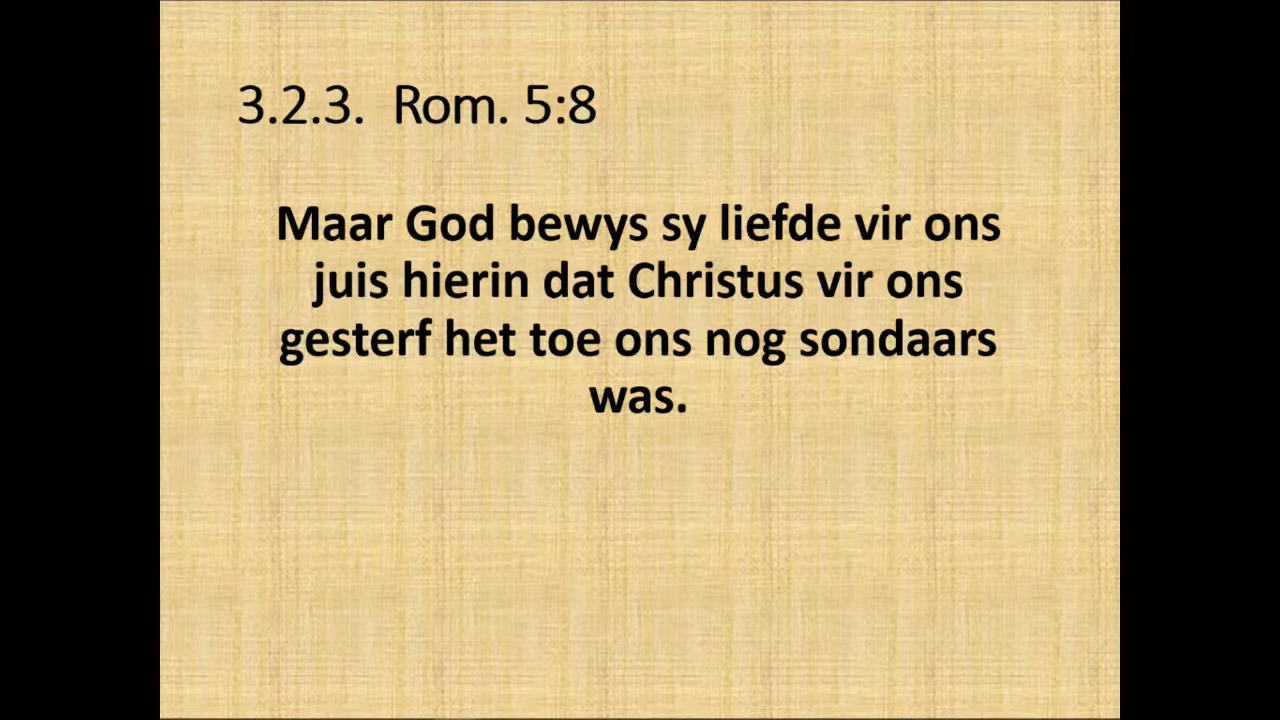 3.2.3. Rom. 5:8
Maar God bewys sy liefde vir ons
juis hierin dat Christus vir ons
gesterf het toe ons nog sondaars
was.